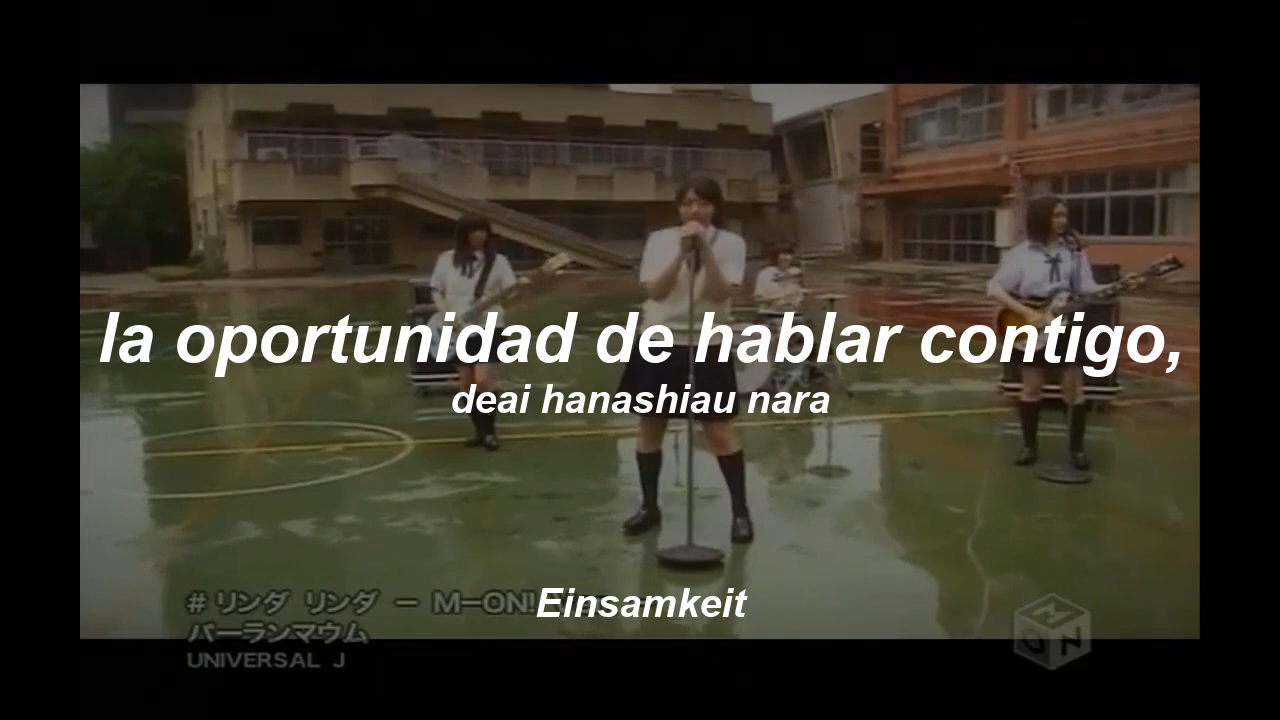 la oportunidad de hablar contigo,
deai hanashiau nara
Einsamkeit
#リンダ リンダ － M-ON!
パーランマウム
UNIVERSAL J
M ON